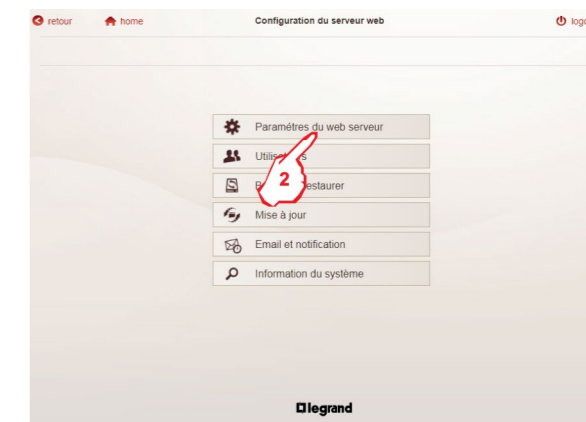 retour home Configuration du serveur web
Paramétres du web serveur
2
Mise à jour
Email et notification
Information du système
legrand